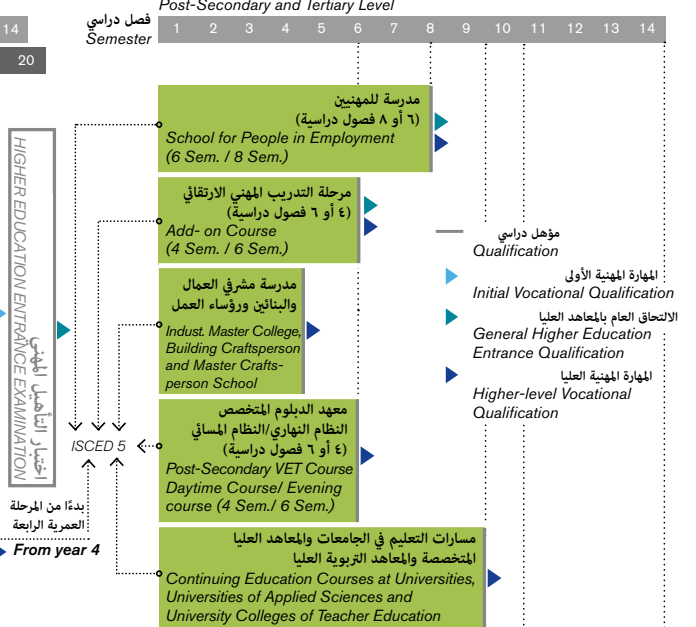 Post-Secondary and Tertiary Level
فصل دراسي
Semester
1 2 3 4 5 6 7 8 9 10 11 12 13 14
14
20
مدرسة للمهنيين
(٦ أو ٨ فصول دراسية)
School for People in Employment
(6 Sem. / 8 Sem.)
مرحلة التدريب المهني الارتقائي
(٤ أو ٦ فصول دراسية)
Add- on Course
(4 Sem. / 6 Sem.)
مدرسة مشرفي العمال
والبنائين ورؤساء العمل
Indust. Master College,
Building Craftsperson
and Master Crafts-
person School
معهد الدبلوم المتخصص
النظام النهاري/النظام المسائي
(٤ أو ٦ فصول دراسية)
Post-Secondary VET Course
Daytime Course/ Evening
course (4 Sem./ 6 Sem.)
مسارات التعليم في الجامعات والمعاهد العليا
المتخصصة والمعاهد التربوية العليا
Continuing Education Courses at Universities,
Universities of Applied Sciences and
University Colleges of Teacher Education
HIGHER EDUCATION ENTRANCE EXAMINATION
اختبار التأهيل المهني
ISCED 5
بدءًا من المرحلة
العمرية الرابعة
From year 4
مؤهل دراسي
Qualification
المهارة المهنية الأولى
Initial Vocational Qualification
الالتحاق العام بالمعاهد العليا
General Higher Education
Entrance Qualification
المهارة المهنية العليا
Higher-level Vocational
Qualification